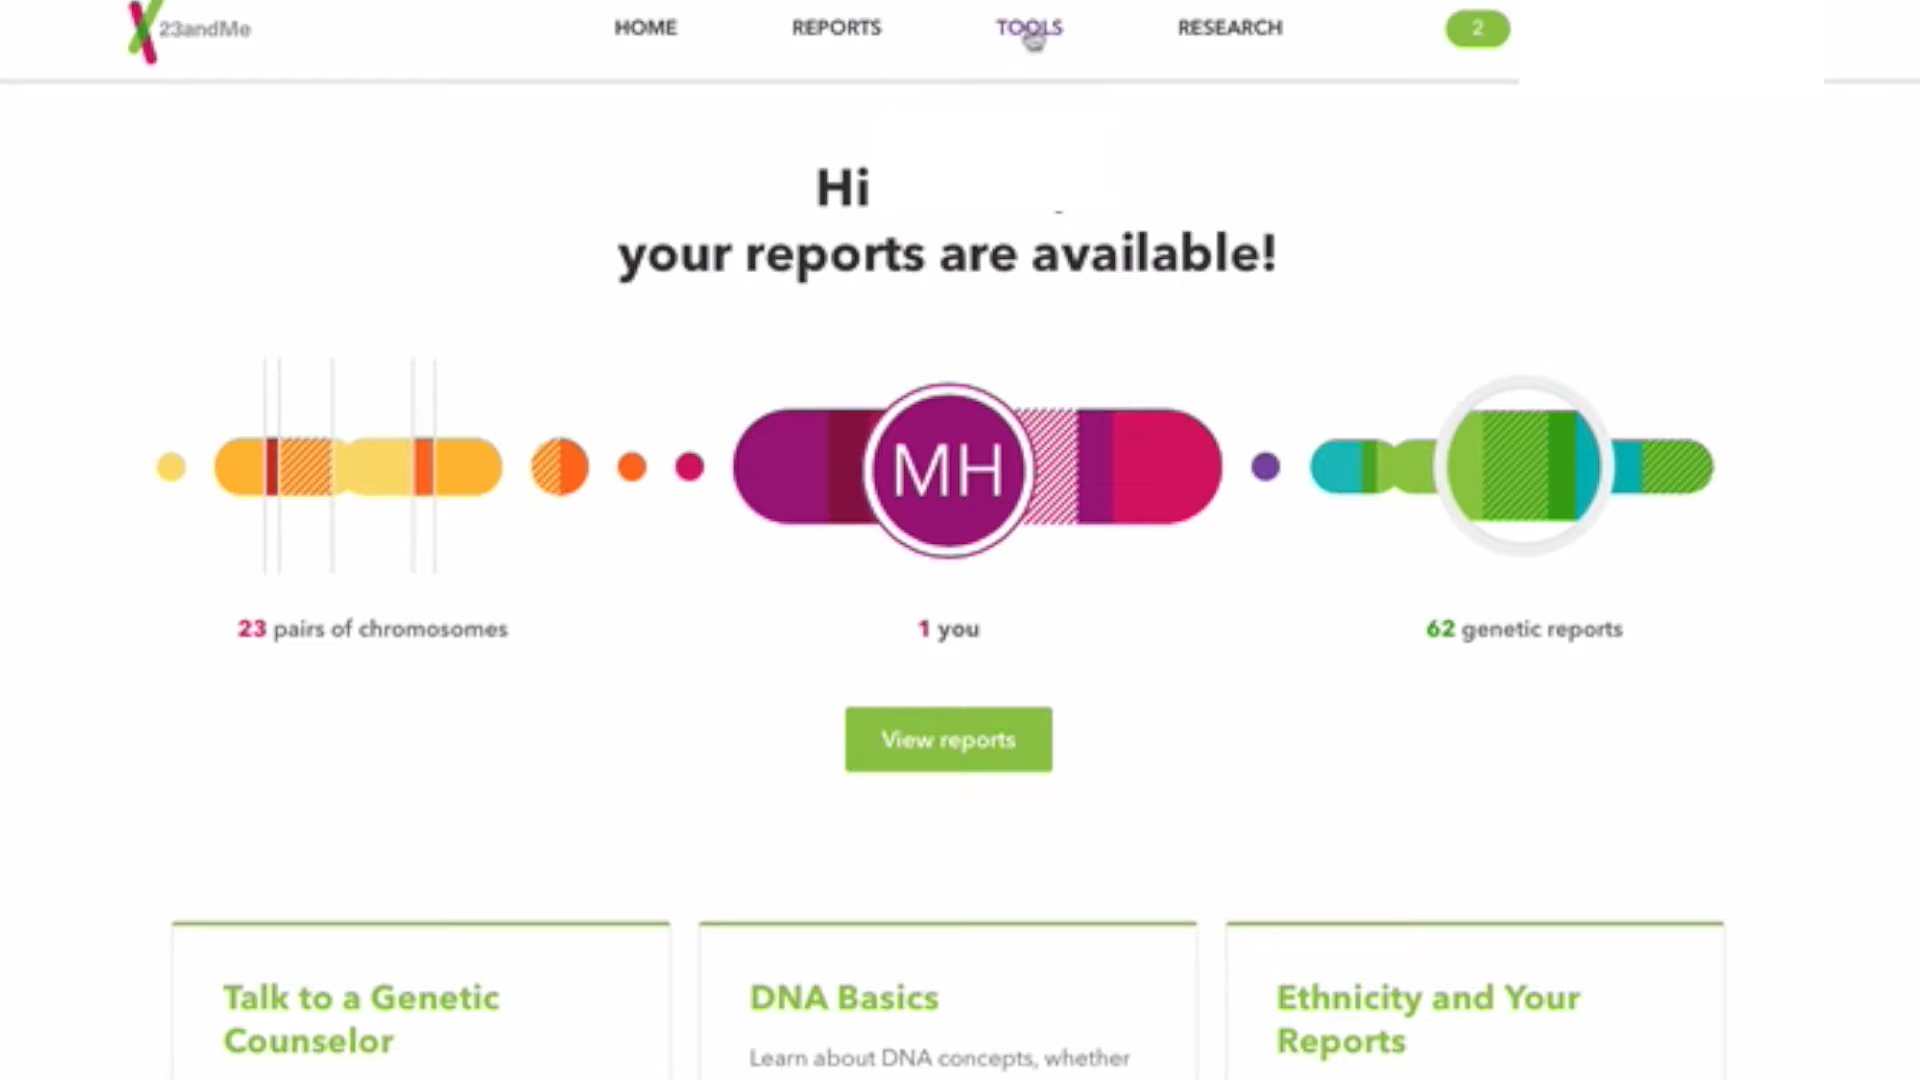 23andMe
HOME REPORTS TOOLS RESEARCH 2
Hi
your reports are available!
MH
23 pairs of chromosomes
1 you
62 genetic reports
View reports
Talk to a Genetic
Counselor
DNA Basics
Learn about DNA concepts, whether
Ethnicity and Your
Reports